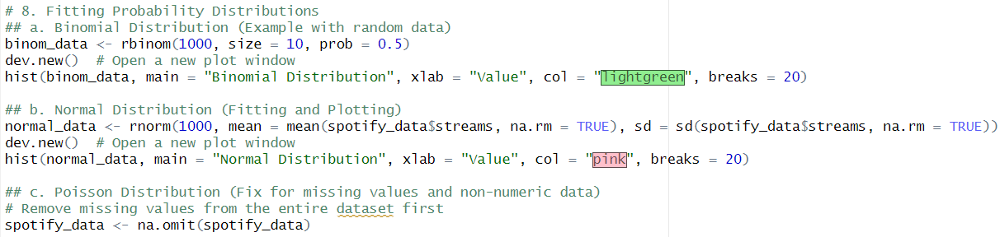 # 8. Fitting Probability Distributions
## a. Binomial Distribution (Example with random data)
binom_data <- rbinom(1000, size = 10, prob = 0.5)
dev.new()  # Open a new plot window
hist(binom_data, main = "Binomial Distribution", xlab = "Value", col = "lightgreen", breaks = 20)
## b. Normal Distribution (Fitting and Plotting)
normal_data <- rnorm(1000, mean = mean(spotify_data$streams, na.rm = TRUE), sd = sd(spotify_data$streams, na.rm = TRUE))
dev.new()  # Open a new plot window
hist(normal_data, main = "Normal Distribution", xlab = "Value", col = "pink", breaks = 20)
## c. Poisson Distribution (Fix for missing values and non-numeric data)
# Remove missing values from the entire dataset first
spotify_data <- na.omit(spotify_data)